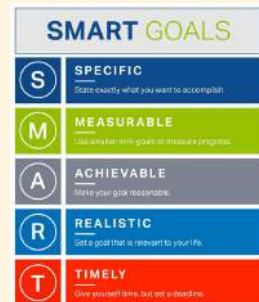 SMART GOALS
S
SPECIFIC
State exactly what you want to accomplish.
M
MEASURABLE
Use smaller mini-goals to measure progress.
A
ACHIEVABLE
Make your goal reasonable.
R
REALISTIC
Set a goal that is relevant to your life.
T
TIMELY
Give yourself time, but set a deadline.